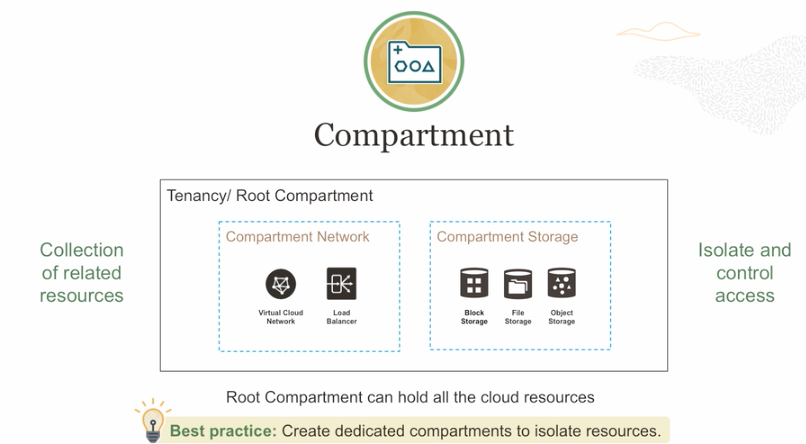 Compartment
Tenancy/ Root Compartment
Collection
of related
resources
Compartment Network
Virtual Cloud
Network
Load
Balancer
Compartment Storage
Block
Storage
File
Storage
Object
Storage
Isolate and
control
access
Root Compartment can hold all the cloud resources
Best practice: Create dedicated compartments to isolate resources.